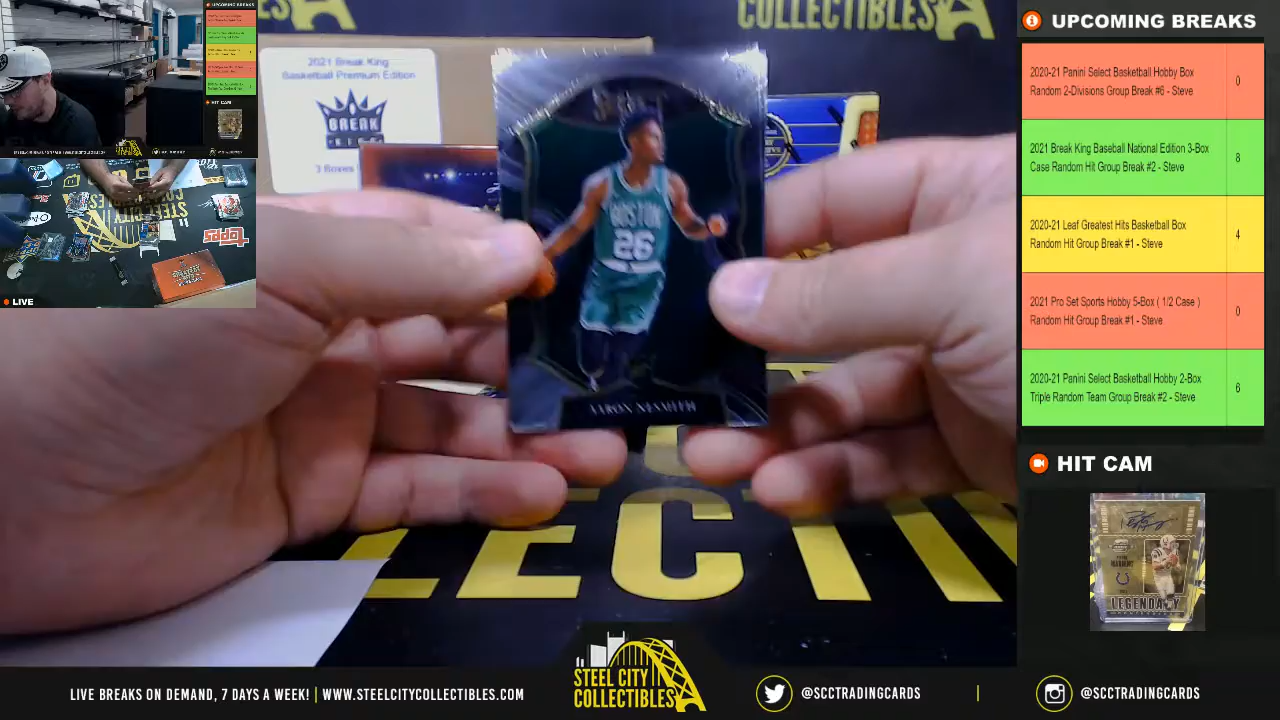 COLLECTIBLES
2021 Break King
Basketball Premium Edition
BREAK
3 Boxes
Select
BOSTON
26
AARON NESMITH
LECTI
LIVE
UPCOMING BREAKS
2020-21 Panini Select Basketball Hobby Box
Random 2-Divisions Group Break #6 - Steve
0
2021 Break King Baseball National Edition 3-Box
Case Random Hit Group Break #2 - Steve
8
2020-21 Leaf Greatest Hits Basketball Box
Random Hit Group Break #1 - Steve
4
2021 Pro Set Sports Hobby 5-Box ( 1/2 Case )
Random Hit Group Break #1 - Steve
0
2020-21 Panini Select Basketball Hobby 2-Box
Triple Random Team Group Break #2 - Steve
6
HIT CAM
LEGENDARY
LIVE BREAKS ON DEMAND, 7 DAYS A WEEK! | WWW.STEELCITYCOLLECTIBLES.COM
STEEL CITY
COLLECTIBLES
@SCCTRADINGCARDS
|
@SCCTRADINGCARDS